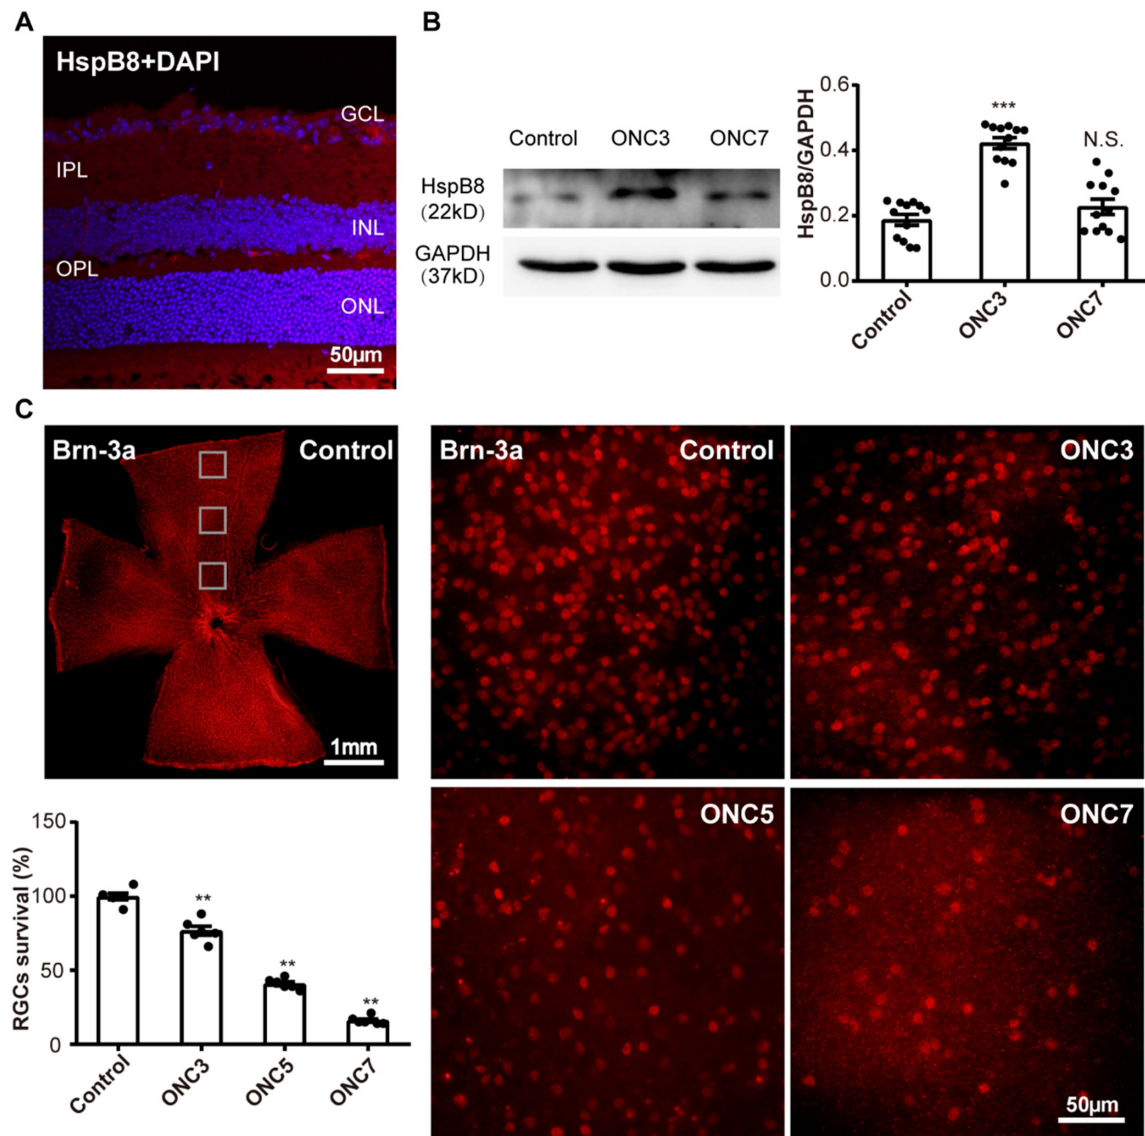 A
HspB8+DAPI
GCL
IPL
INL
OPL
ONL
50μm
B
Control ONC3 ONC7
HspB8
(22kD)
GAPDH
(37kD)
HspB8/GAPDH
0.6
0.4
0.2
0.0
***
N.S.
Control
ONC3
ONC7
C
Brn-3a Control
1mm
Brn-3a Control
ONC3
ONC5
ONC7
50μm
RGCs survival (%)
150
100
50
0
**
**
**
Control
ONC3
ONC5
ONC7